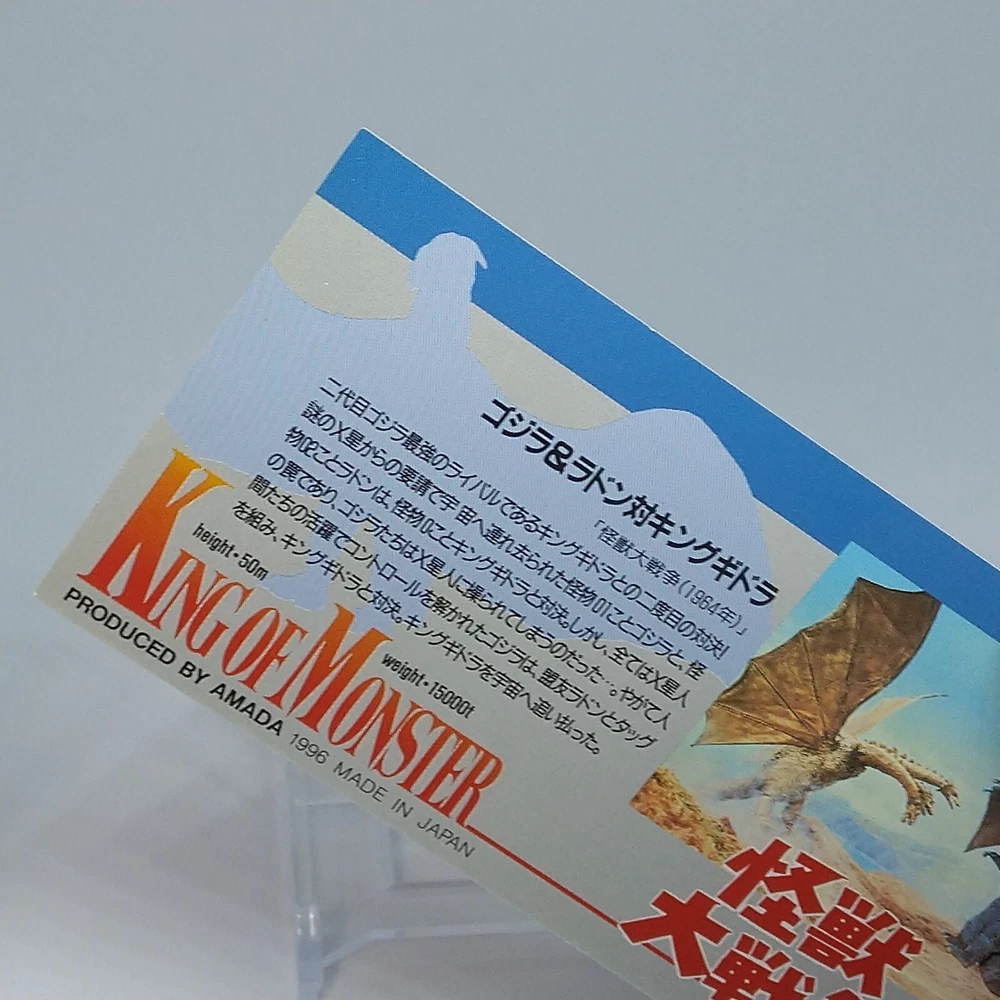 ゴジラ&ラドン対キングギドラ
「怪獣大戦争(1964年)」
二代目ゴジラ最強のライバルであるキングギドラとの二度目の対決!
謎のX星からの要請で宇宙へ連れ去られた怪物01ことゴジラと、怪
物02ことラドンは、怪物0ことキングギドラと対決。しかし、全てはX星人
の罠であり、ゴジラたちはX星人に操られてしまうのだった…。やがて人
間たちの活躍でコントロールを解かれたゴジラは、盟友ラドンとタッグ
を組み、キングギドラと対決。キングギドラを宇宙へ追い払った。
height・50m
weight・15000t
KING OF MONSTER
PRODUCED BY AMADA 1996 MADE IN JAPAN
怪獣
大戦